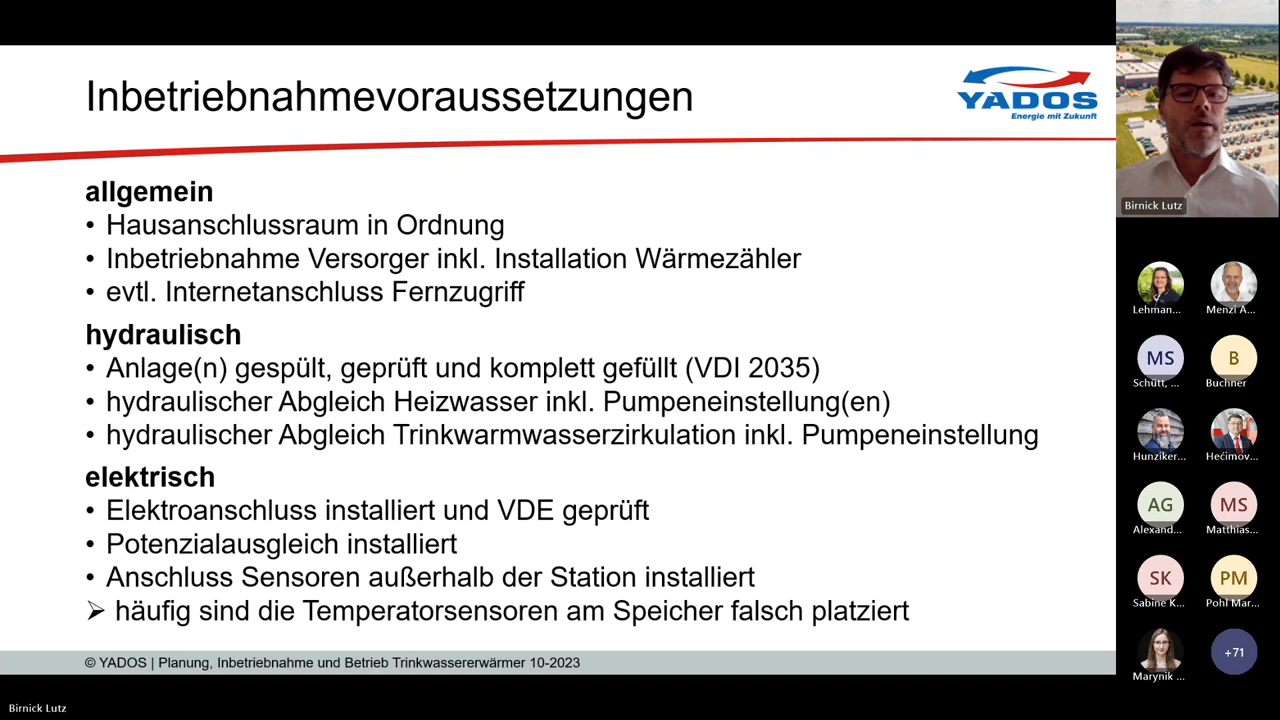 Inbetriebnahmevoraussetzungen
YADOS
Energie mit Zukunft
allgemein
• Hausanschlussraum in Ordnung
• Inbetriebnahme Versorger inkl. Installation Wärmezähler
• evtl. Internetanschluss Fernzugriff
hydraulisch
• Anlage(n) gespült, geprüft und komplett gefüllt (VDI 2035)
• hydraulischer Abgleich Heizwasser inkl. Pumpeneinstellung(en)
• hydraulischer Abgleich Trinkwarmwasserzirkulation inkl. Pumpeneinstellung
elektrisch
• Elektroanschluss installiert und VDE geprüft
• Potenzialausgleich installiert
• Anschluss Sensoren außerhalb der Station installiert
➢ häufig sind die Temperatorsensoren am Speicher falsch platziert
© YADOS | Planung, Inbetriebnahme und Betrieb Trinkwassererwärmer 10-2023
Birnick Lutz
Lehman... Menzi A...
MS B
Schütt, ... Buchner
Hunziker... Hećimov...
AG MS
Alexand... Matthias...
SK PM
Sabine K... Pohl Mar...
+71
Marynik ...
Birnick Lutz